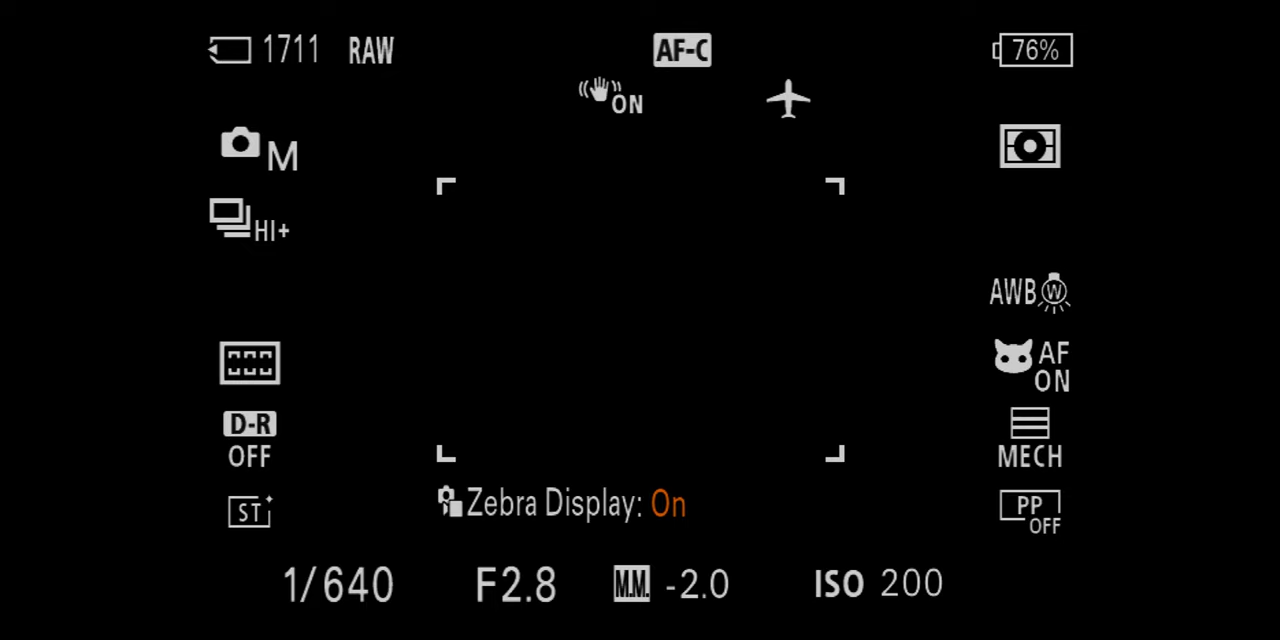 1711 RAW AF-C 76%
ON
M
HI+
AWB W
AF
ON
D-R
OFF
MECH
Zebra Display: On
ST
PP
OFF
1/640 F2.8 M.M. -2.0 ISO 200